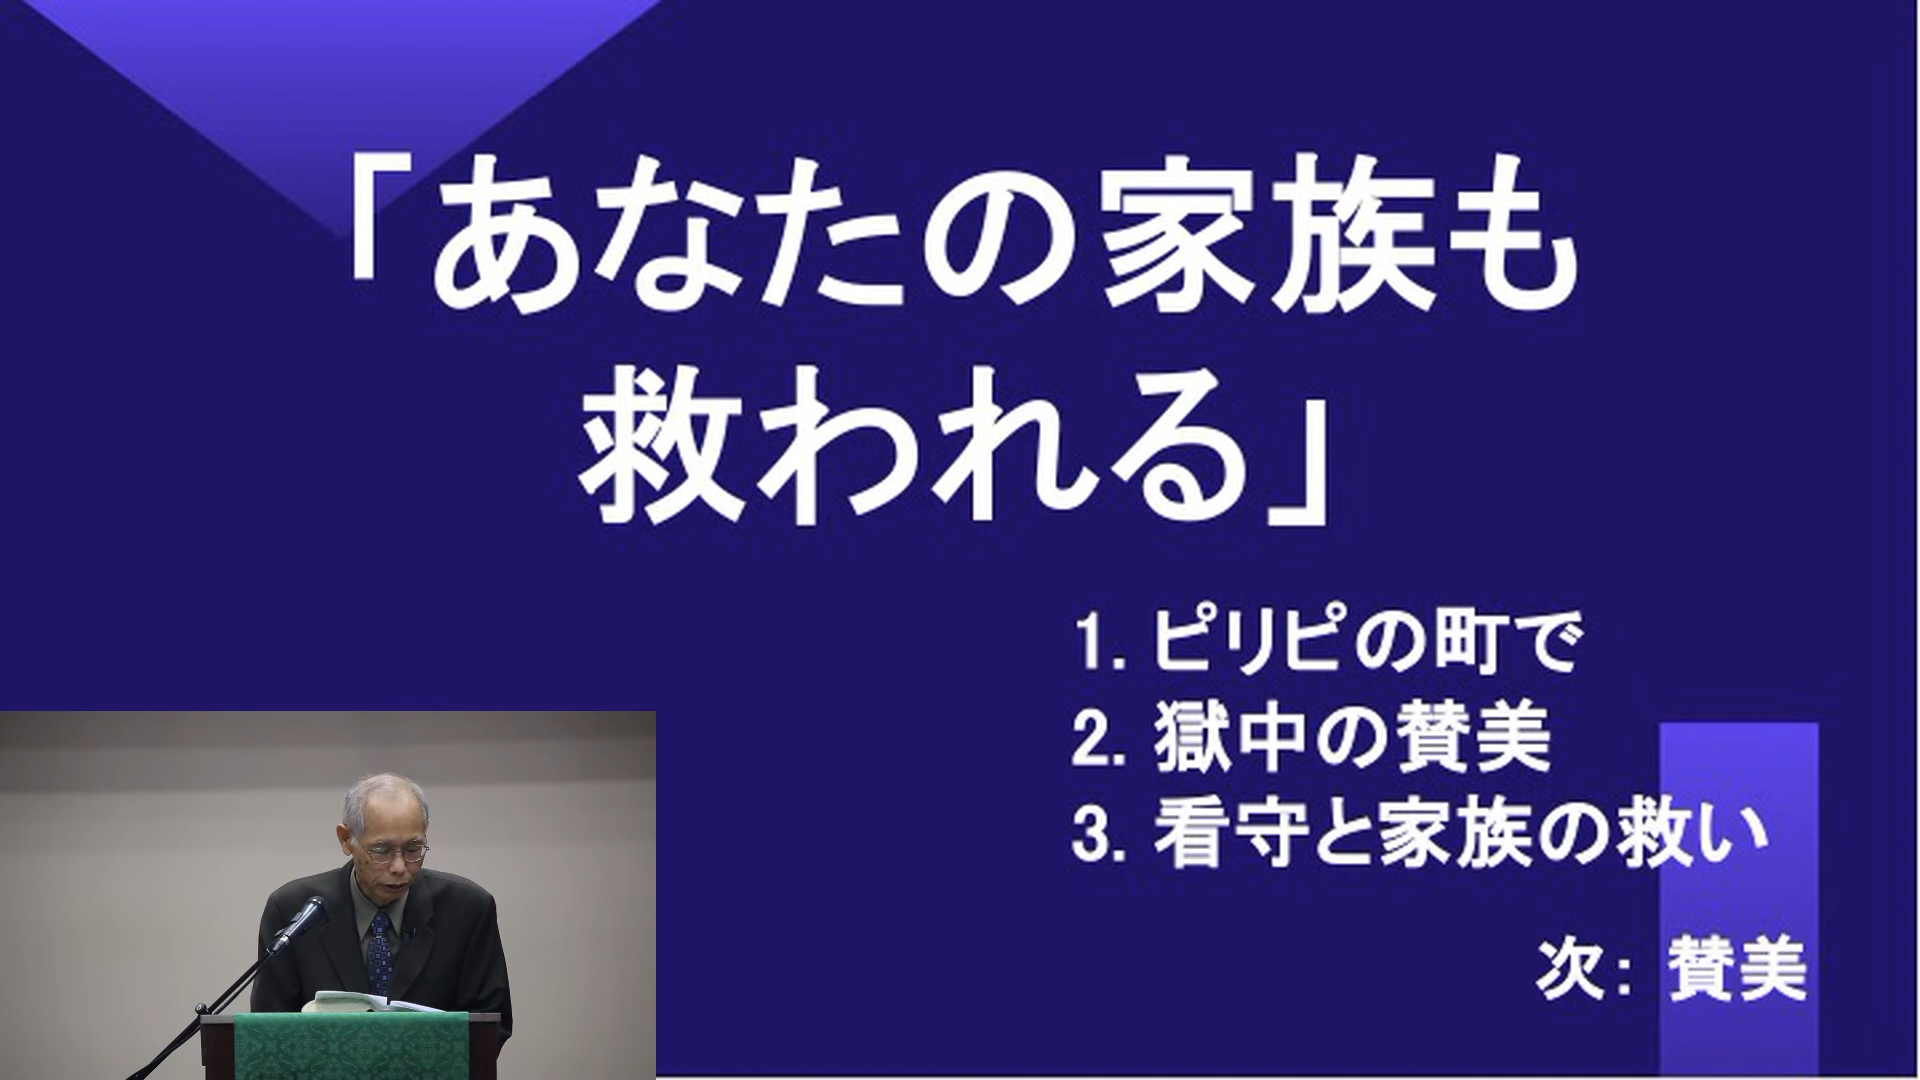 「あなたの家族も
救われる」
1. ピリピの町で
2. 獄中の賛美
3. 看守と家族の救い
次: 賛美